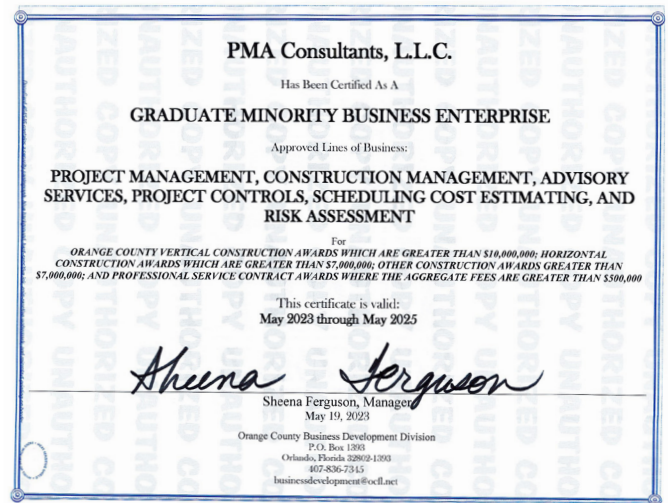 PMA Consultants, L.L.C.
Has Been Certified As A
GRADUATE MINORITY BUSINESS ENTERPRISE
Approved Lines of Business:
PROJECT MANAGEMENT, CONSTRUCTION MANAGEMENT, ADVISORY
SERVICES, PROJECT CONTROLS, SCHEDULING COST ESTIMATING, AND
RISK ASSESSMENT
For
ORANGE COUNTY VERTICAL CONSTRUCTION AWARDS WHICH ARE GREATER THAN $10,000,000; HORIZONTAL
CONSTRUCTION AWARDS WHICH ARE GREATER THAN $7,000,000; OTHER CONSTRUCTION AWARDS GREATER THAN
$7,000,000; AND PROFESSIONAL SERVICE CONTRACT AWARDS WHERE THE AGGREGATE FEES ARE GREATER THAN $500,000
This certificate is valid:
May 2023 through May 2025
Sheena Ferguson
Sheena Ferguson, Manager
May 19, 2023
Orange County Business Development Division
P.O. Box 1393
Orlando, Florida 32802-1393
407-836-7315
businessdevelopment@ocfl.net
UNAUTHORIZED COPY